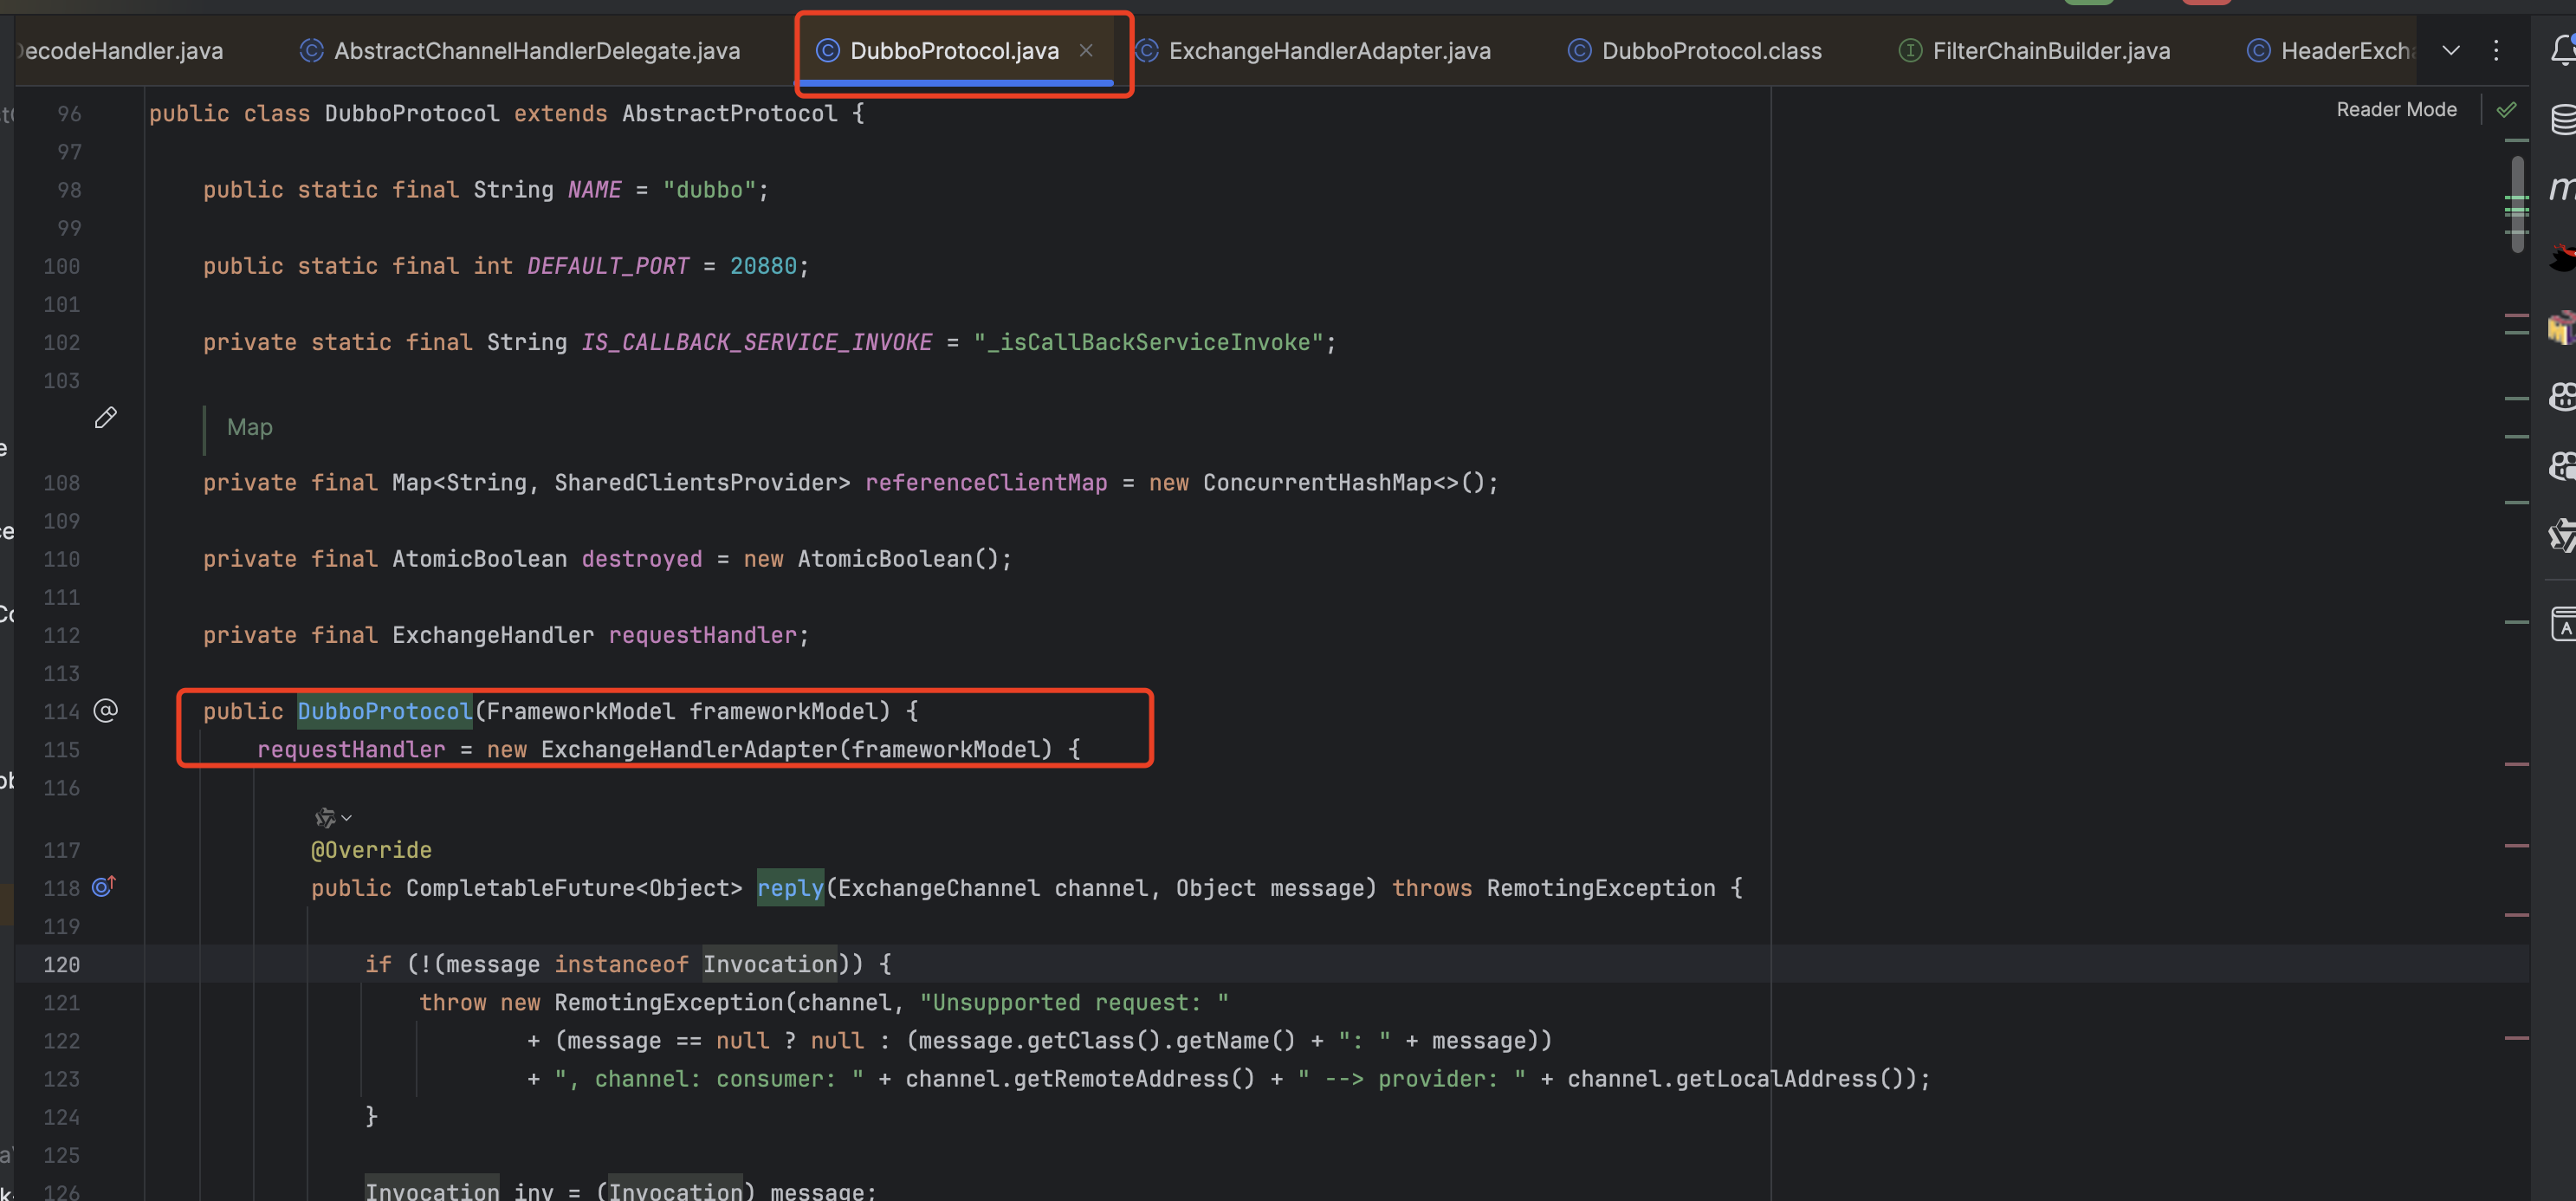 DecodeHandler.java AbstractChannelHandlerDelegate.java DubboProtocol.java ExchangeHandlerAdapter.java DubboProtocol.class FilterChainBuilder.java HeaderExch
Reader Mode
96 public class DubboProtocol extends AbstractProtocol {
97
98 public static final String NAME = "dubbo";
99
100 public static final int DEFAULT_PORT = 20880;
101
102 private static final String IS_CALLBACK_SERVICE_INVOKE = "_isCallBackServiceInvoke";
103
Map
108 private final Map<String, SharedClientsProvider> referenceClientMap = new ConcurrentHashMap<>();
109
110 private final AtomicBoolean destroyed = new AtomicBoolean();
111
112 private final ExchangeHandler requestHandler;
113
114 public DubboProtocol(FrameworkModel frameworkModel) {
115 requestHandler = new ExchangeHandlerAdapter(frameworkModel) {
116
117 @Override
118 public CompletableFuture<Object> reply(ExchangeChannel channel, Object message) throws RemotingException {
119
120 if (!(message instanceof Invocation)) {
121 throw new RemotingException(channel, "Unsupported request: "
122 + (message == null ? null : (message.getClass().getName() + ": " + message))
123 + ", channel: consumer: " + channel.getRemoteAddress() + " --> provider: " + channel.getLocalAddress());
124 }
125
126 Invocation inv = (Invocation) message;